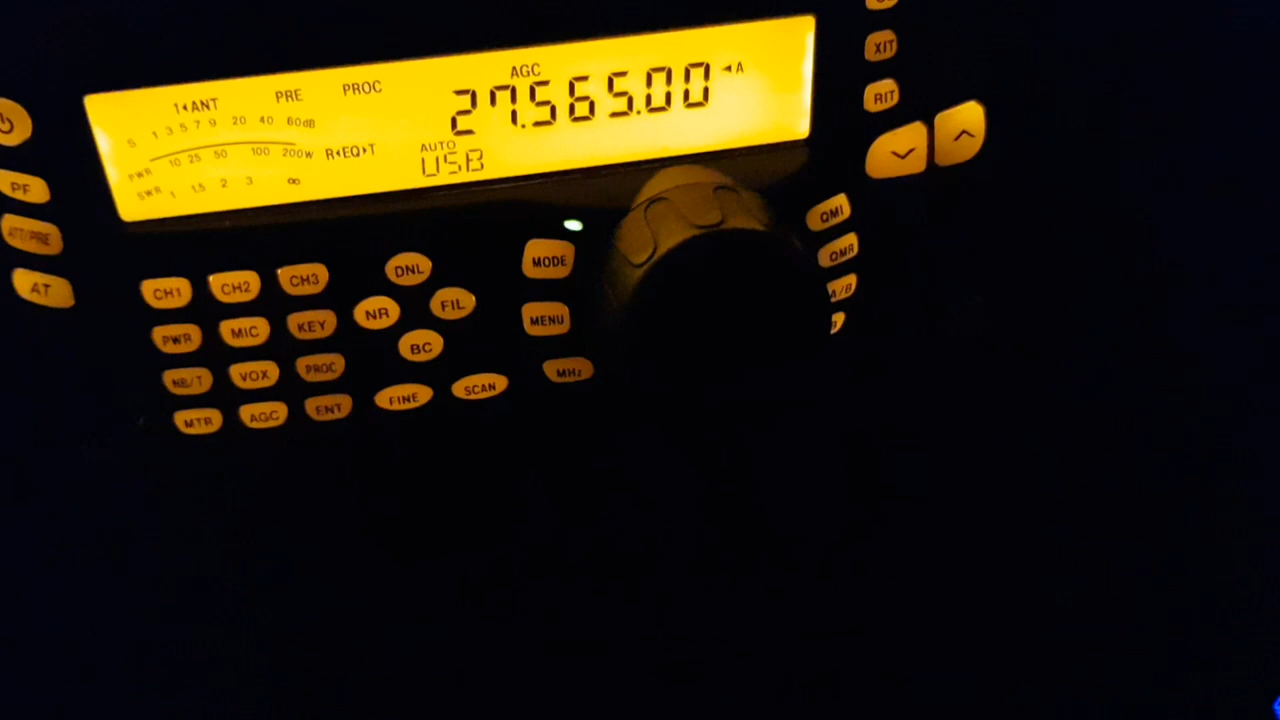 1◂ANT PRE PROC AGC
27.565.00 ◂A
S 1 3 5 7 9 20 40 60dB
PWR 10 25 50 100 200W
R◂EQ▸T
AUTO
USB
SWR 1 1.5 2 3 ∞
XIT
RIT
PF
ATT/PRE
AT
QMI
QMR
A/B
CH1 CH2 CH3
DNL
NR FIL
BC
MODE
MENU
MHz
PWR MIC KEY
NB/T VOX PROC
MTR AGC ENT
FINE SCAN